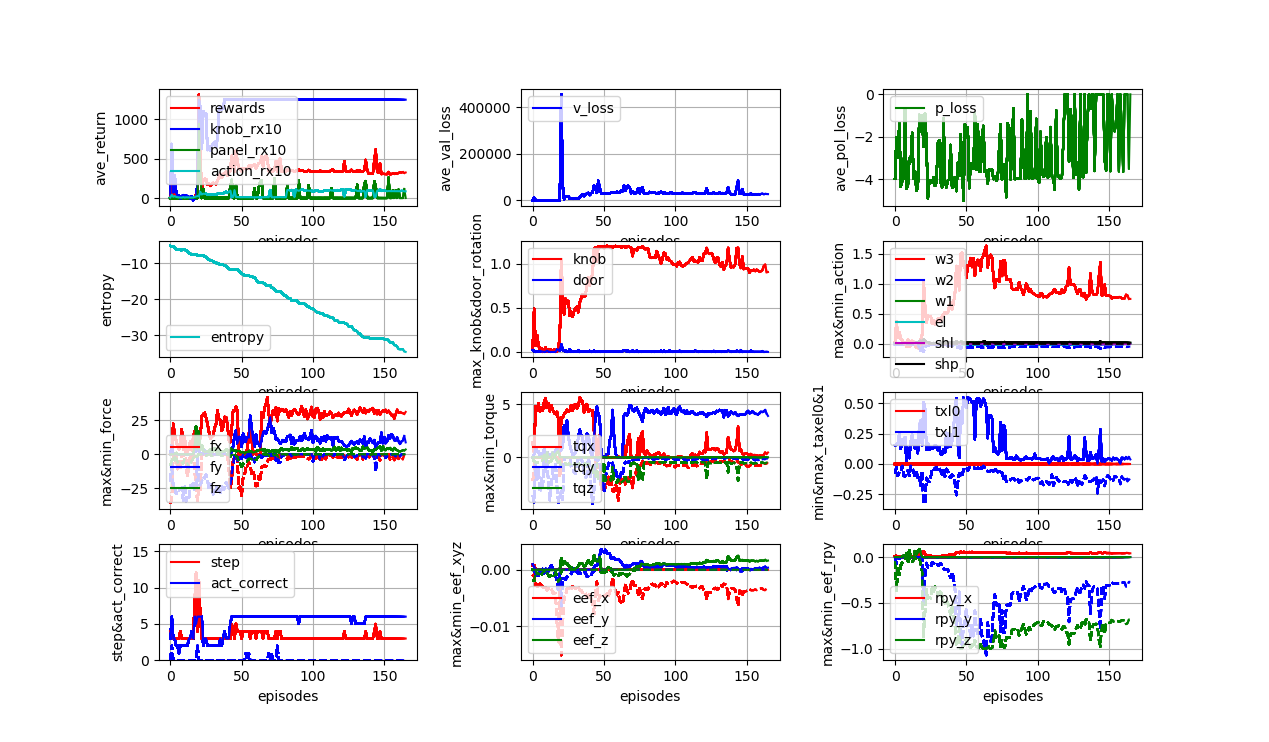 ave_return
1000
500
0
rewards
knob_rx10
panel_rx10
action_rx10
0
50
100
150
episodes
ave_val_loss
400000
200000
0
v_loss
0
50
100
150
ave_pol_loss
0
−2
−4
p_loss
0
50
100
150
episodes
entropy
−10
−20
−30
entropy
0
50
100
150
episodes
max_knob&door_rotation
1.0
0.5
0.0
knob
door
0
50
100
150
episodes
max&min_action
1.5
1.0
0.5
0.0
w3
w2
w1
el
shl
shp
0
50
100
150
episodes
max&min_force
25
0
−25
fx
fy
fz
0
50
100
150
episodes
max&min_torque
5
0
tqx
tqy
tqz
0
50
100
150
episodes
min&max_taxel0&1
0.50
0.25
0.00
−0.25
txl0
txl1
0
50
100
150
episodes
step&act_correct
15
10
5
0
step
act_correct
0
50
100
150
episodes
max&min_eef_xyz
0.00
−0.01
eef_x
eef_y
eef_z
0
50
100
150
episodes
max&min_eef_rpy
0.0
−0.5
−1.0
rpy_x
rpy_y
rpy_z
0
50
100
150
episodes